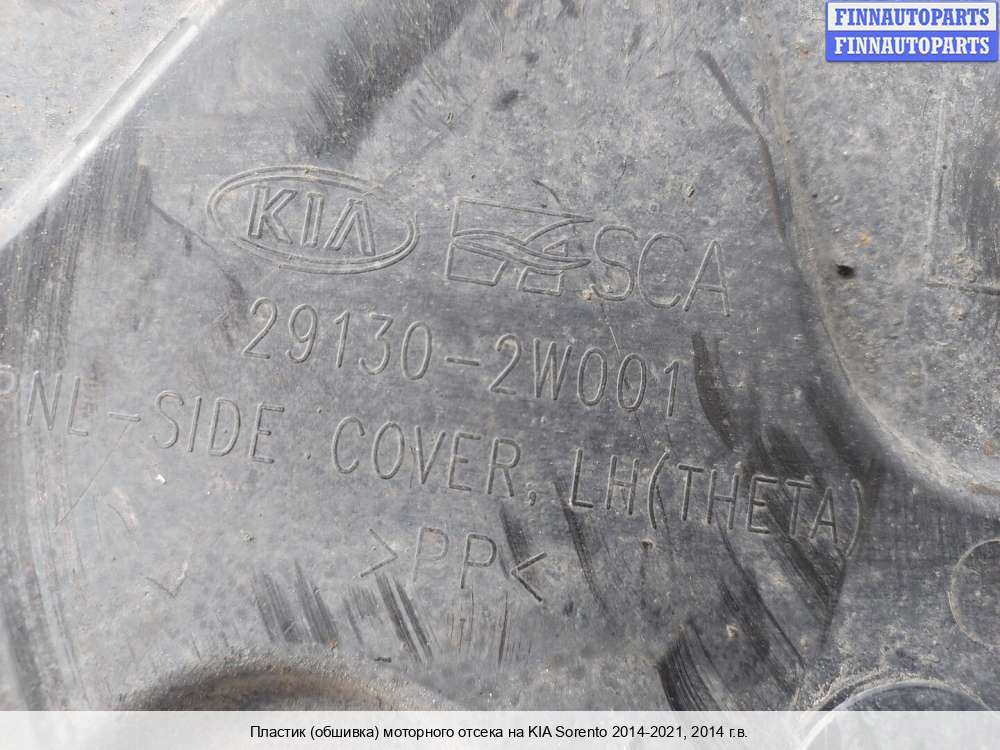 FINNAUTOPARTS
FINNAUTOPARTS
KIA SCA
29130-2W001
PNL-SIDE COVER, LH(THETA)
>PP<
Пластик (обшивка) моторного отсека на KIA Sorento 2014-2021, 2014 г.в.